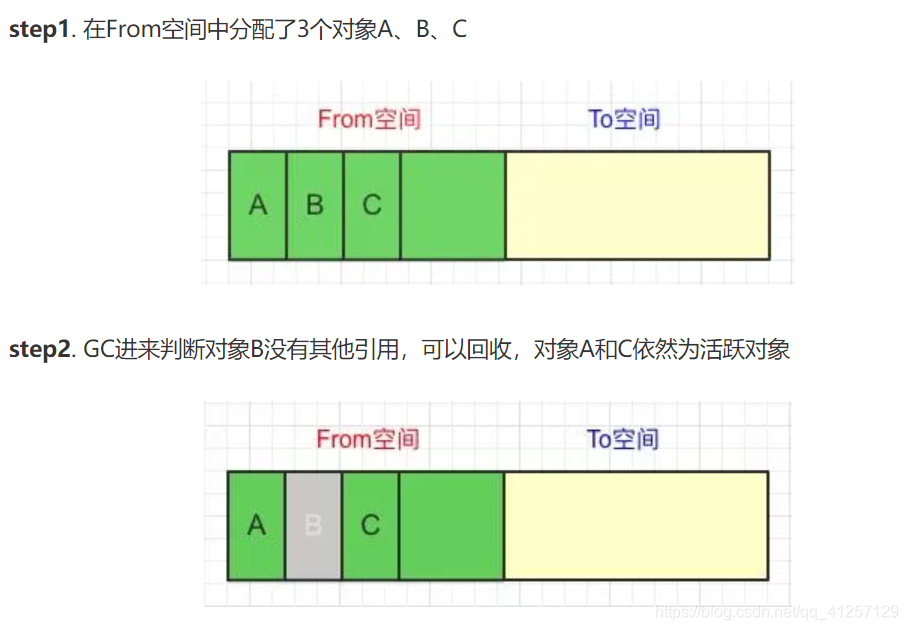 step1. 在From空间中分配了3个对象A、B、C
From空间 To空间
A B C
step2. GC进来判断对象B没有其他引用，可以回收，对象A和C依然为活跃对象
From空间 To空间
A B C
https://blog.csdn.net/qq_41257129